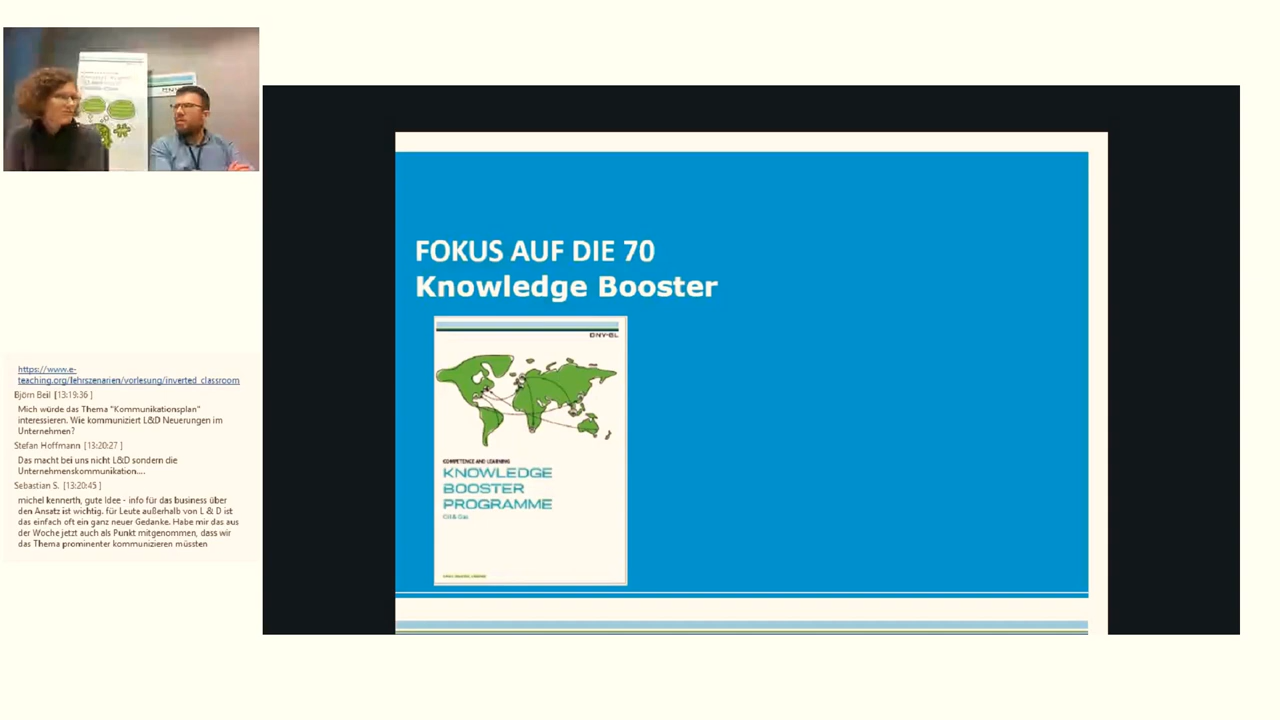 https://www.e-
teaching.org/lehrszenarien/vorlesung/inverted_classroom
Björn Beil [13:19:36 ]
Mich würde das Thema "Kommunikationsplan"
interessieren. Wie kommuniziert L&D Neuerungen im
Unternehmen?
Stefan Hoffmann [13:20:27 ]
Das macht bei uns nicht L&D sondern die
Unternehmenskommunikation....
Sebastian S. [13:20:45 ]
michel kennerth, gute Idee - info für das business über
den Ansatz ist wichtig. für Leute außerhalb von L & D ist
das einfach oft ein ganz neuer Gedanke. Habe mir das aus
der Woche jetzt auch als Punkt mitgenommen, dass wir
das Thema prominenter kommunizieren müssten
FOKUS AUF DIE 70
Knowledge Booster
DNV·GL
COMPETENCE AND LEARNING
KNOWLEDGE
BOOSTER
PROGRAMME
Oil & Gas